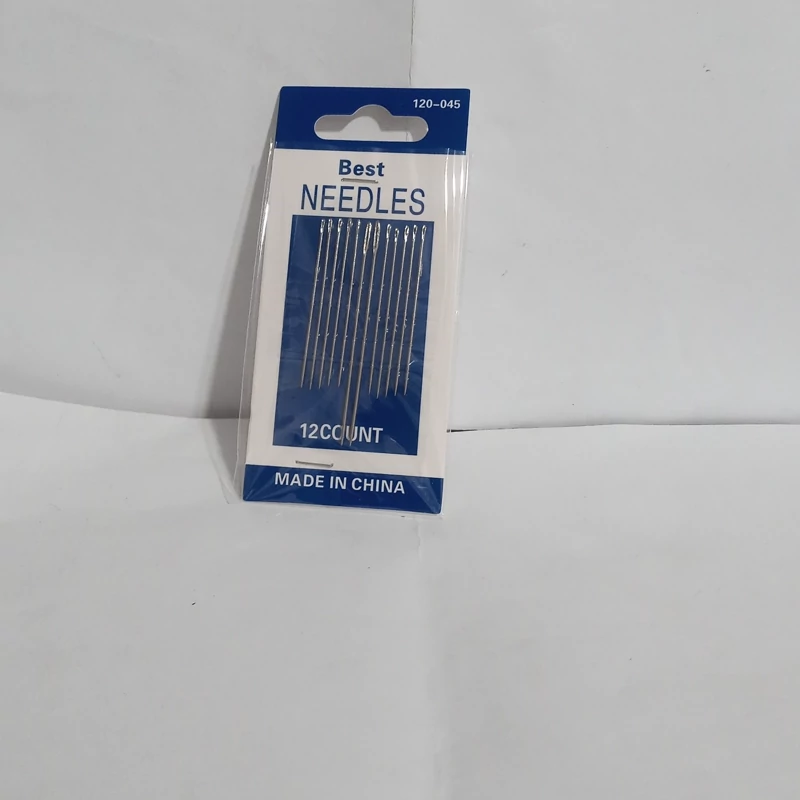 120-045
Best
NEEDLES
12COUNT
MADE IN CHINA